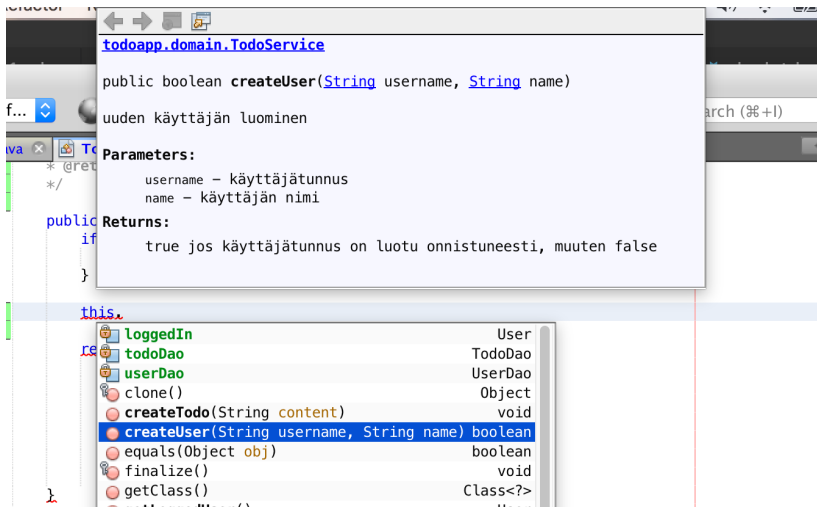 todoapp.domain.TodoService
public boolean createUser(String username, String name)
f...
arch (⌘+I)
uuden käyttäjän luominen
ava
To
Parameters:
* @ret
username – käyttäjätunnus
*/
name – käyttäjän nimi
public
Returns:
if
true jos käyttäjätunnus on luotu onnistuneesti, muuten false
}
this.
re
loggedIn User
todoDao TodoDao
userDao UserDao
clone() Object
createTodo(String content) void
createUser(String username, String name) boolean
equals(Object obj) boolean
finalize() void
getClass() Class<?>
}